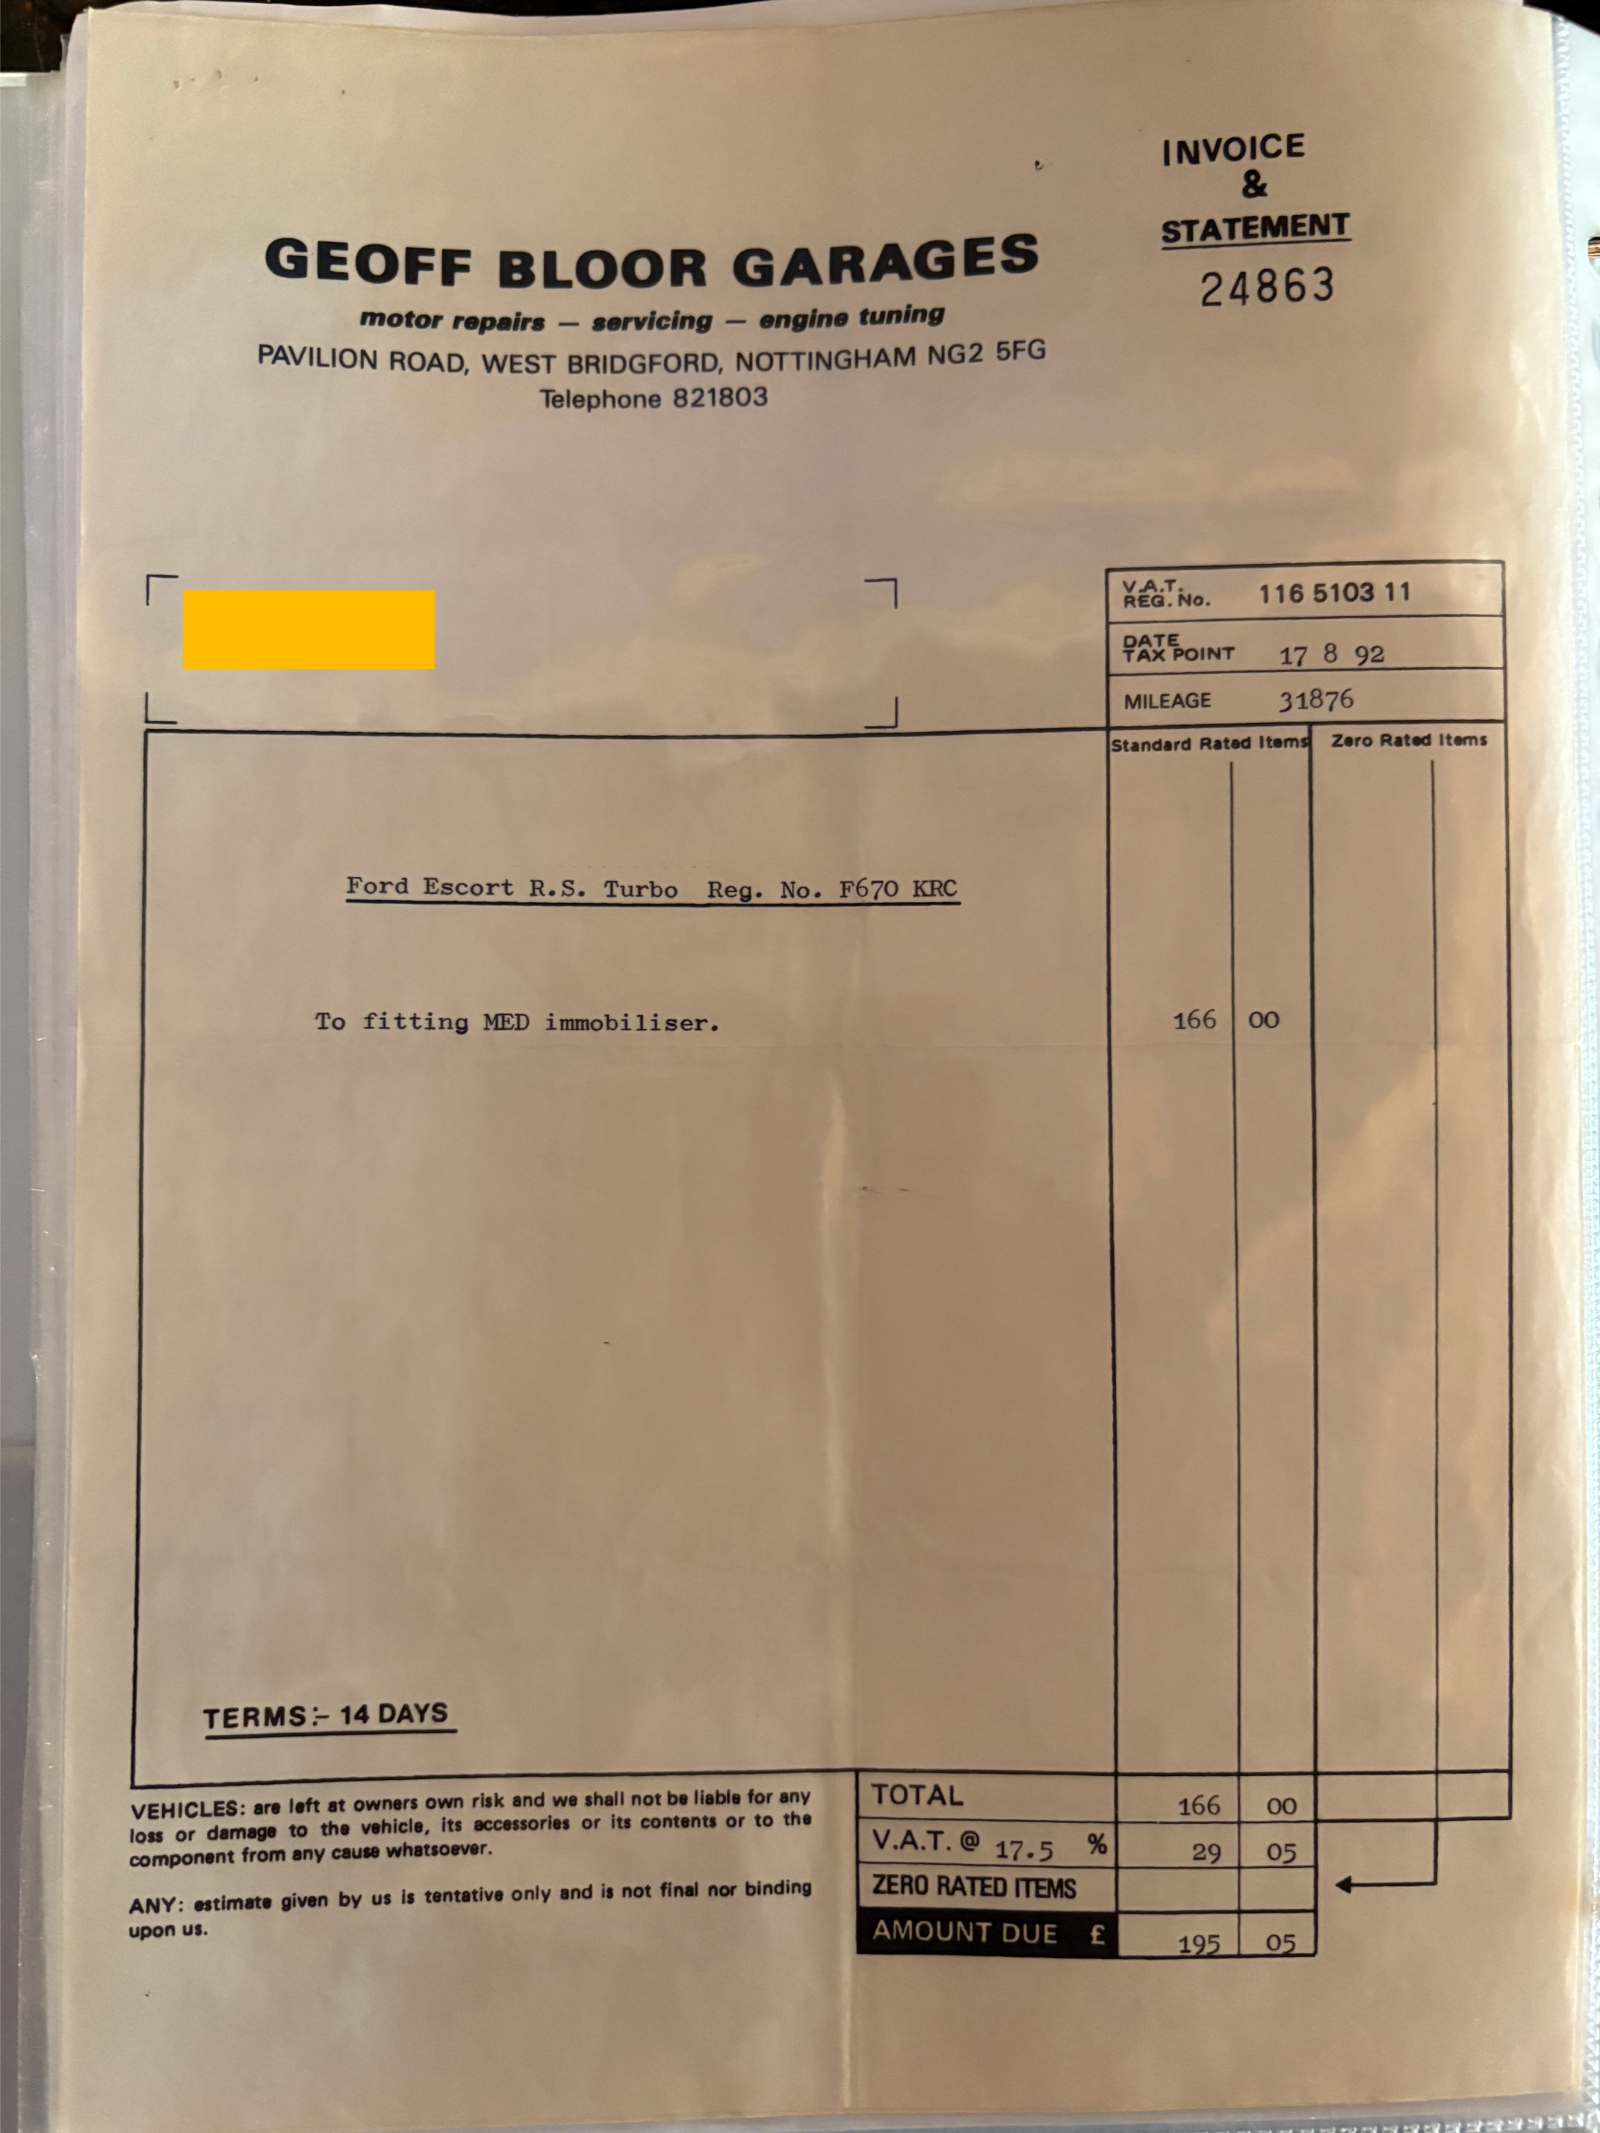 INVOICE
&
STATEMENT
24863
GEOFF BLOOR GARAGES
motor repairs — servicing — engine tuning
PAVILION ROAD, WEST BRIDGFORD, NOTTINGHAM NG2 5FG
Telephone 821803
V.A.T. REG. No. 116 5103 11
DATE TAX POINT 17 8 92
MILEAGE 31876
Standard Rated Items Zero Rated Items
Ford Escort R.S. Turbo Reg. No. F670 KRC
To fitting MED immobiliser. 166 00
TERMS:- 14 DAYS
VEHICLES: are left at owners own risk and we shall not be liable for any
loss or damage to the vehicle, its accessories or its contents or to the
component from any cause whatsoever.
ANY: estimate given by us is tentative only and is not final nor binding
upon us.
TOTAL 166 00
V.A.T. @ 17.5 % 29 05
ZERO RATED ITEMS
AMOUNT DUE £ 195 05